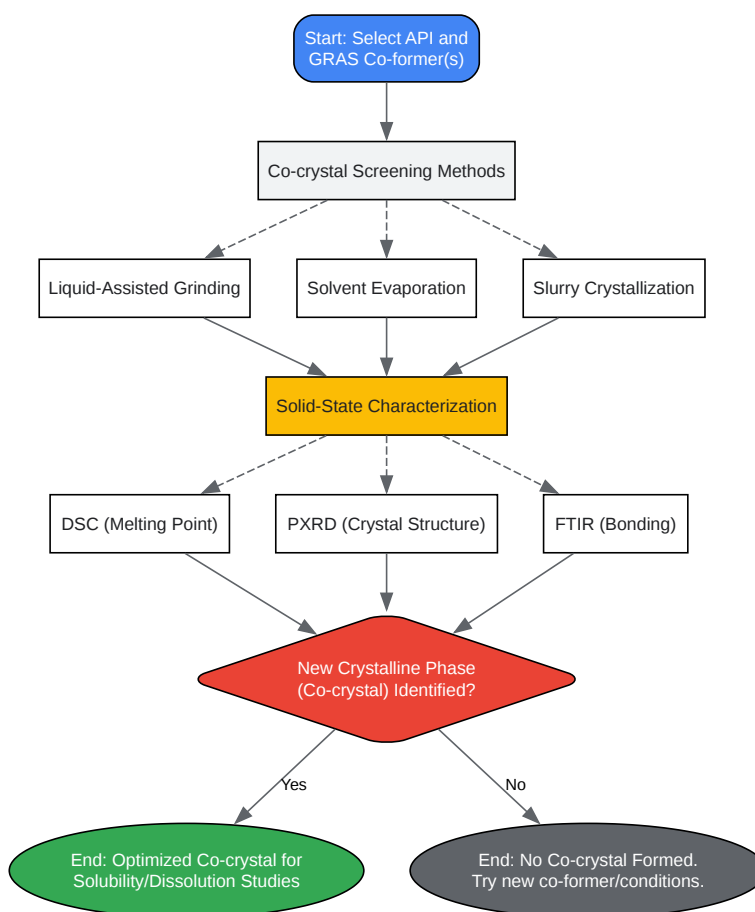 Start: Select API and
GRAS Co-former(s)
Co-crystal Screening Methods
Liquid-Assisted Grinding
Solvent Evaporation
Slurry Crystallization
Solid-State Characterization
DSC (Melting Point)
PXRD (Crystal Structure)
FTIR (Bonding)
New Crystalline Phase
(Co-crystal) Identified?
Yes
No
End: Optimized Co-crystal for
Solubility/Dissolution Studies
End: No Co-crystal Formed.
Try new co-former/conditions.